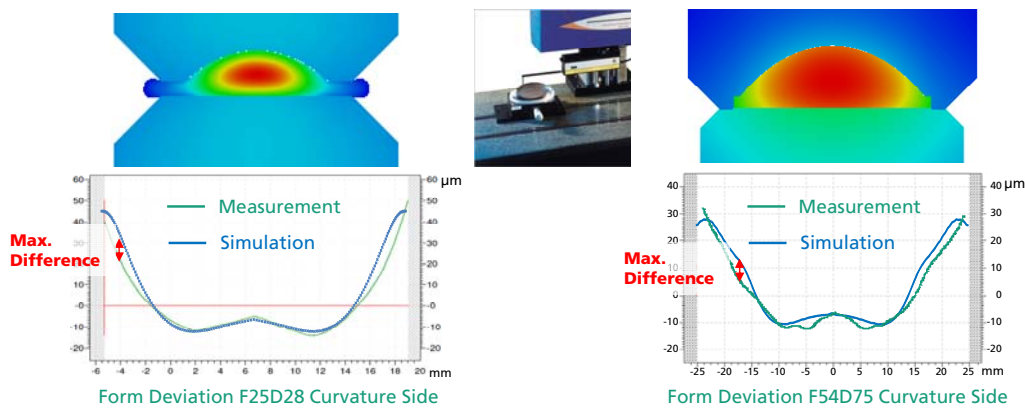 60
50
40
30
20
10
-0
-10
-20
60 µm
50
40
30
20
10
-0
-10
-20
Measurement
Simulation
Max.
Difference
-6 -4 -2 0 2 4 6 8 10 12 14 16 18 20 mm
Form Deviation F25D28 Curvature Side
40
30
20
10
0
-10
-20
40 µm
30
20
10
0
-10
-20
Measurement
Simulation
Max.
Difference
-25 -20 -15 -10 -5 0 5 10 15 20 25 mm
Form Deviation F54D75 Curvature Side